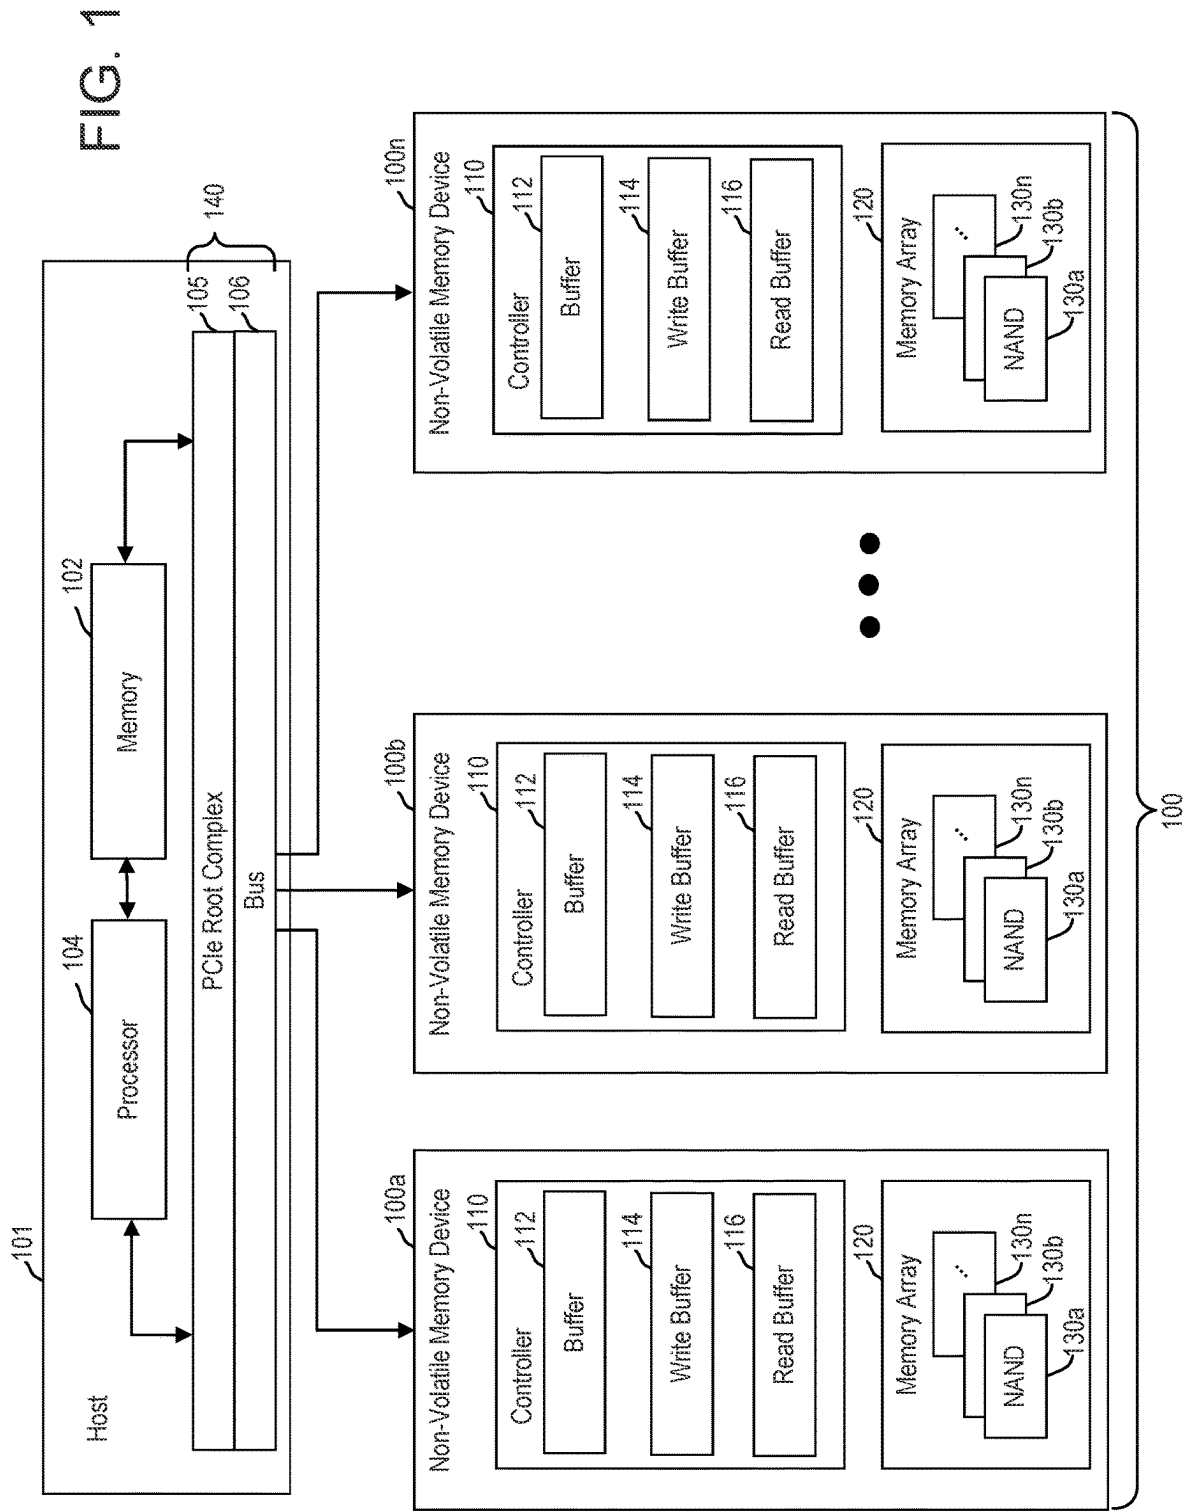 FIG. 1
101
Host
104
Processor
102
Memory
PCIe Root Complex
105
Bus
106
140
100a
Non-Volatile Memory Device
110
Controller
112
Buffer
114
Write Buffer
116
Read Buffer
120
Memory Array
...
130n
130b
NAND
130a
100b
Non-Volatile Memory Device
110
Controller
112
Buffer
114
Write Buffer
116
Read Buffer
120
Memory Array
...
130n
130b
NAND
130a
100n
Non-Volatile Memory Device
110
Controller
112
Buffer
114
Write Buffer
116
Read Buffer
120
Memory Array
...
130n
130b
NAND
130a
100